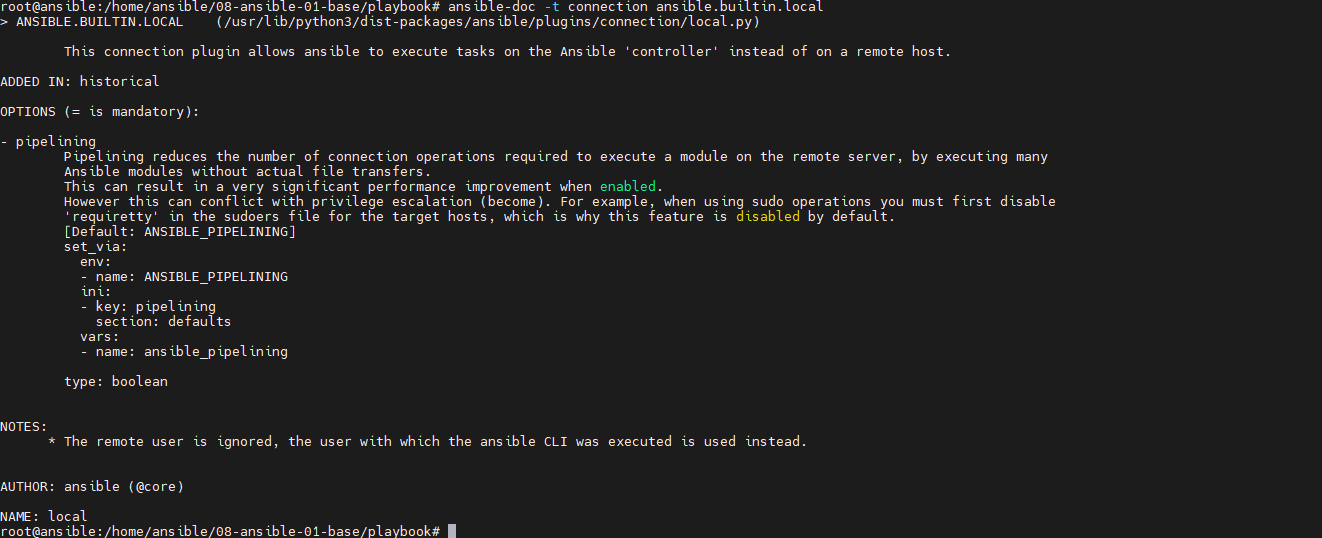 root@ansible:/home/ansible/08-ansible-01-base/playbook# ansible-doc -t connection ansible.builtin.local
> ANSIBLE.BUILTIN.LOCAL    (/usr/lib/python3/dist-packages/ansible/plugins/connection/local.py)
This connection plugin allows ansible to execute tasks on the Ansible 'controller' instead of on a remote host.
ADDED IN: historical
OPTIONS (= is mandatory):
- pipelining
Pipelining reduces the number of connection operations required to execute a module on the remote server, by executing many
Ansible modules without actual file transfers.
This can result in a very significant performance improvement when enabled.
However this can conflict with privilege escalation (become). For example, when using sudo operations you must first disable
'requiretty' in the sudoers file for the target hosts, which is why this feature is disabled by default.
[Default: ANSIBLE_PIPELINING]
set_via:
env:
- name: ANSIBLE_PIPELINING
ini:
- key: pipelining
section: defaults
vars:
- name: ansible_pipelining
type: boolean
NOTES:
* The remote user is ignored, the user with which the ansible CLI was executed is used instead.
AUTHOR: ansible (@core)
NAME: local
root@ansible:/home/ansible/08-ansible-01-base/playbook#